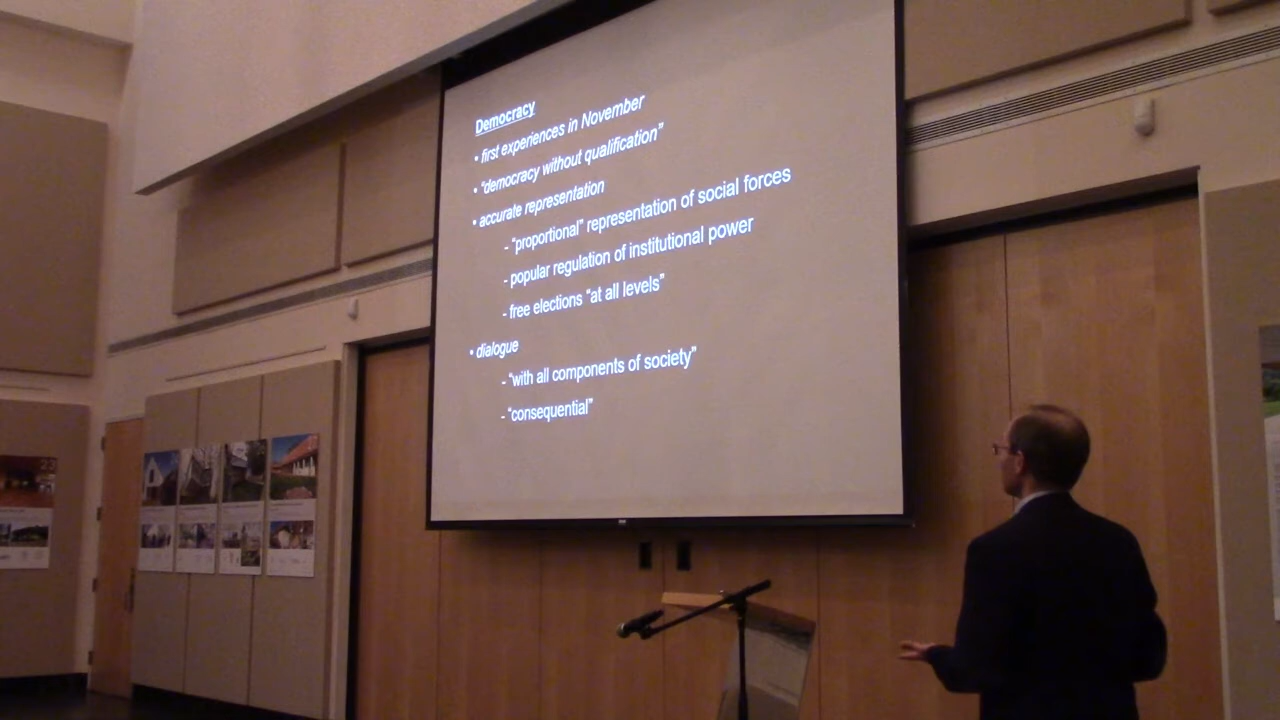 Democracy
• first experiences in November
• “democracy without qualification”
• accurate representation
- “proportional” representation of social forces
- popular regulation of institutional power
- free elections “at all levels”
• dialogue
- “with all components of society”
- “consequential”